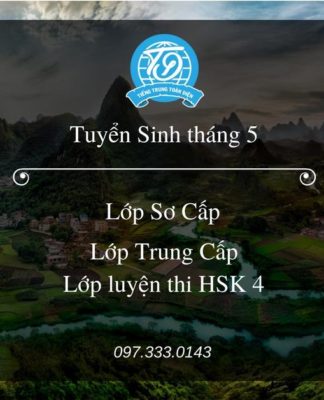 TIẾNG TRUNG TOÀN DIỆN
Tuyển Sinh tháng 5
Lớp Sơ Cấp
Lớp Trung Cấp
Lớp luyện thi HSK 4
097.333.0143